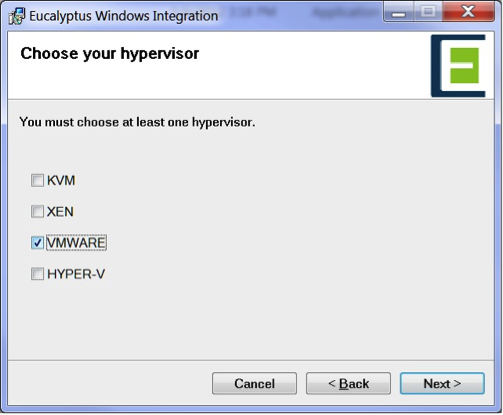 Eucalyptus Windows Integration
Choose your hypervisor
You must choose at least one hypervisor.
KVM
XEN
VMWARE
HYPER-V
Cancel
< Back
Next >